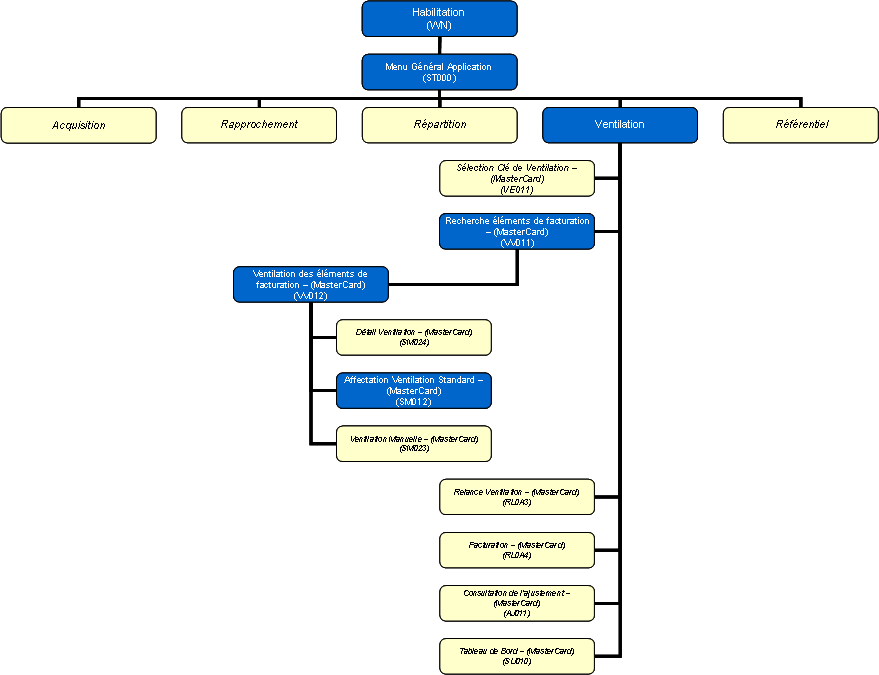 Habilitation
(VVN)
Menu Général Application
(ST000)
Acquisition
Rapprochement
Répartition
Ventilation
Référentiel
Sélection Clé de Ventilation –
(MasterCard)
(VE011)
Recherche éléments de facturation
– (MasterCard)
(VV011)
Ventilation des éléments de
facturation – (MasterCard)
(VV012)
Détail Ventilation – (MasterCard)
(SM024)
Affectation Ventilation Standard –
(MasterCard)
(SM012)
Ventilation Manuelle – (MasterCard)
(SM023)
Relance Ventilation – (MasterCard)
(RL0A3)
Facturation – (MasterCard)
(RL0A4)
Consultation de l'ajustement –
(MasterCard)
(AJ011)
Tableau de Bord – (MasterCard)
(SU010)